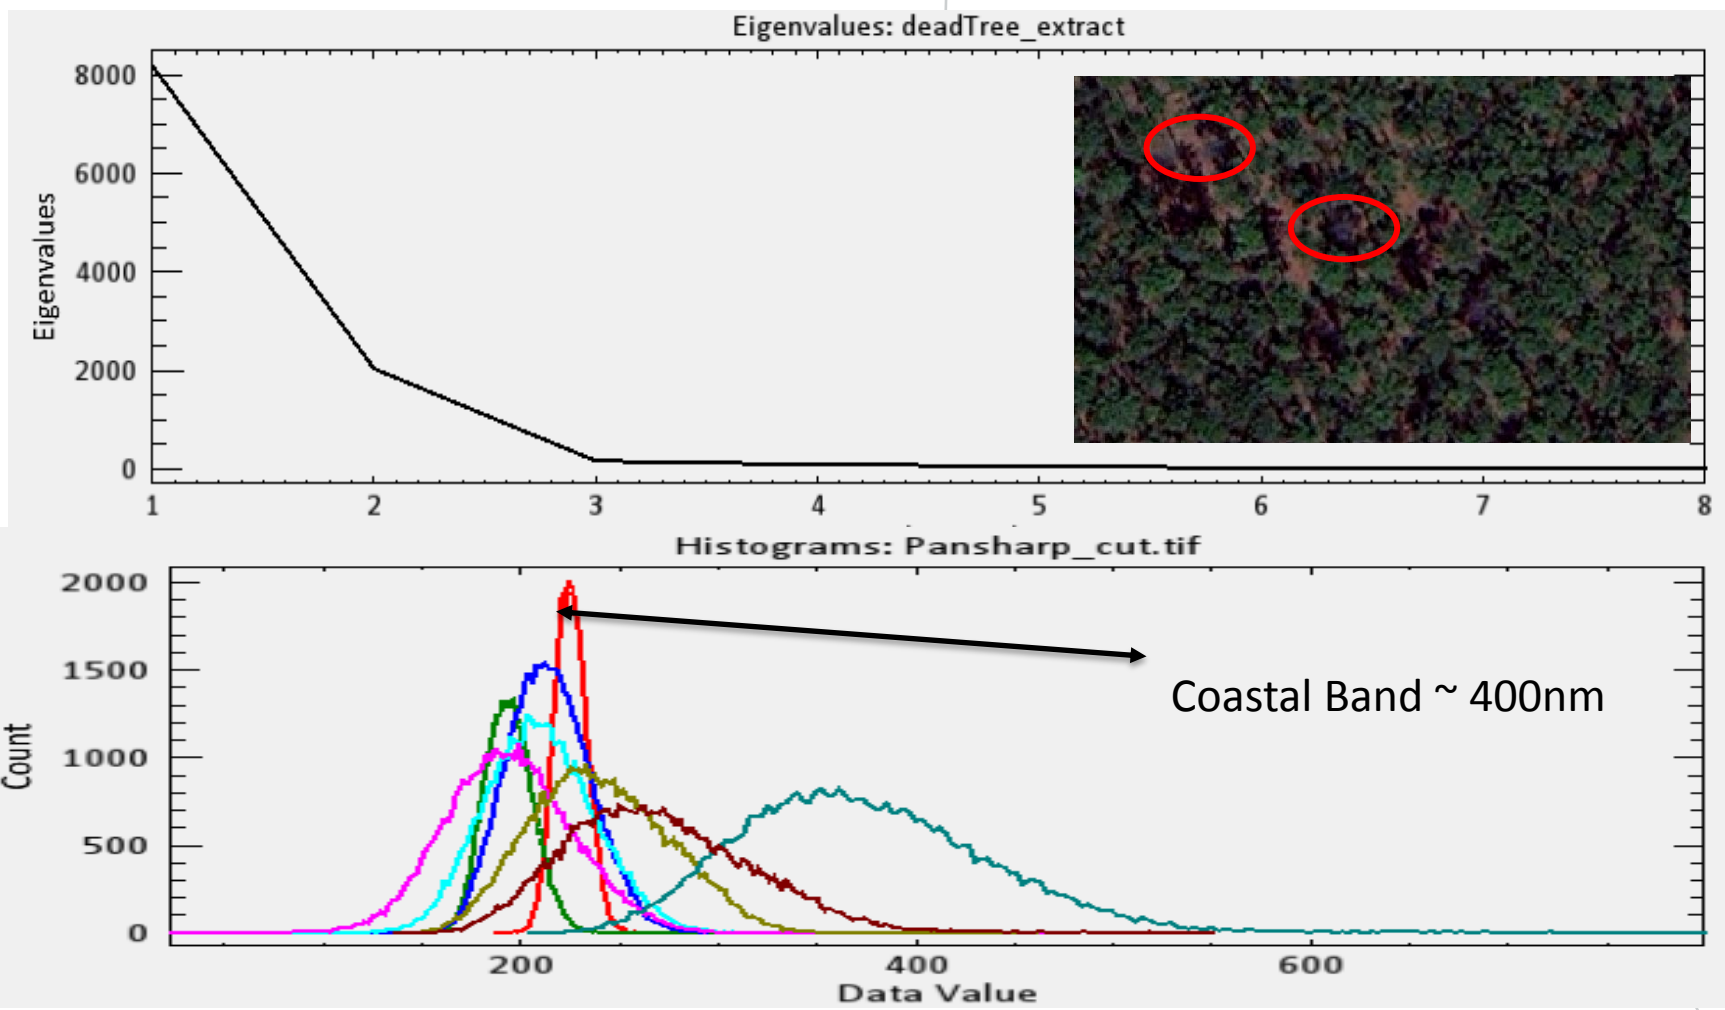 Eigenvalues: deadTree_extract
8000
6000
4000
2000
0
Eigenvalues
1 2 3 4 5 6 7 8
Histograms: Pansharp_cut.tif
2000
1500
1000
500
0
Count
Coastal Band ~ 400nm
200 400 600
Data Value